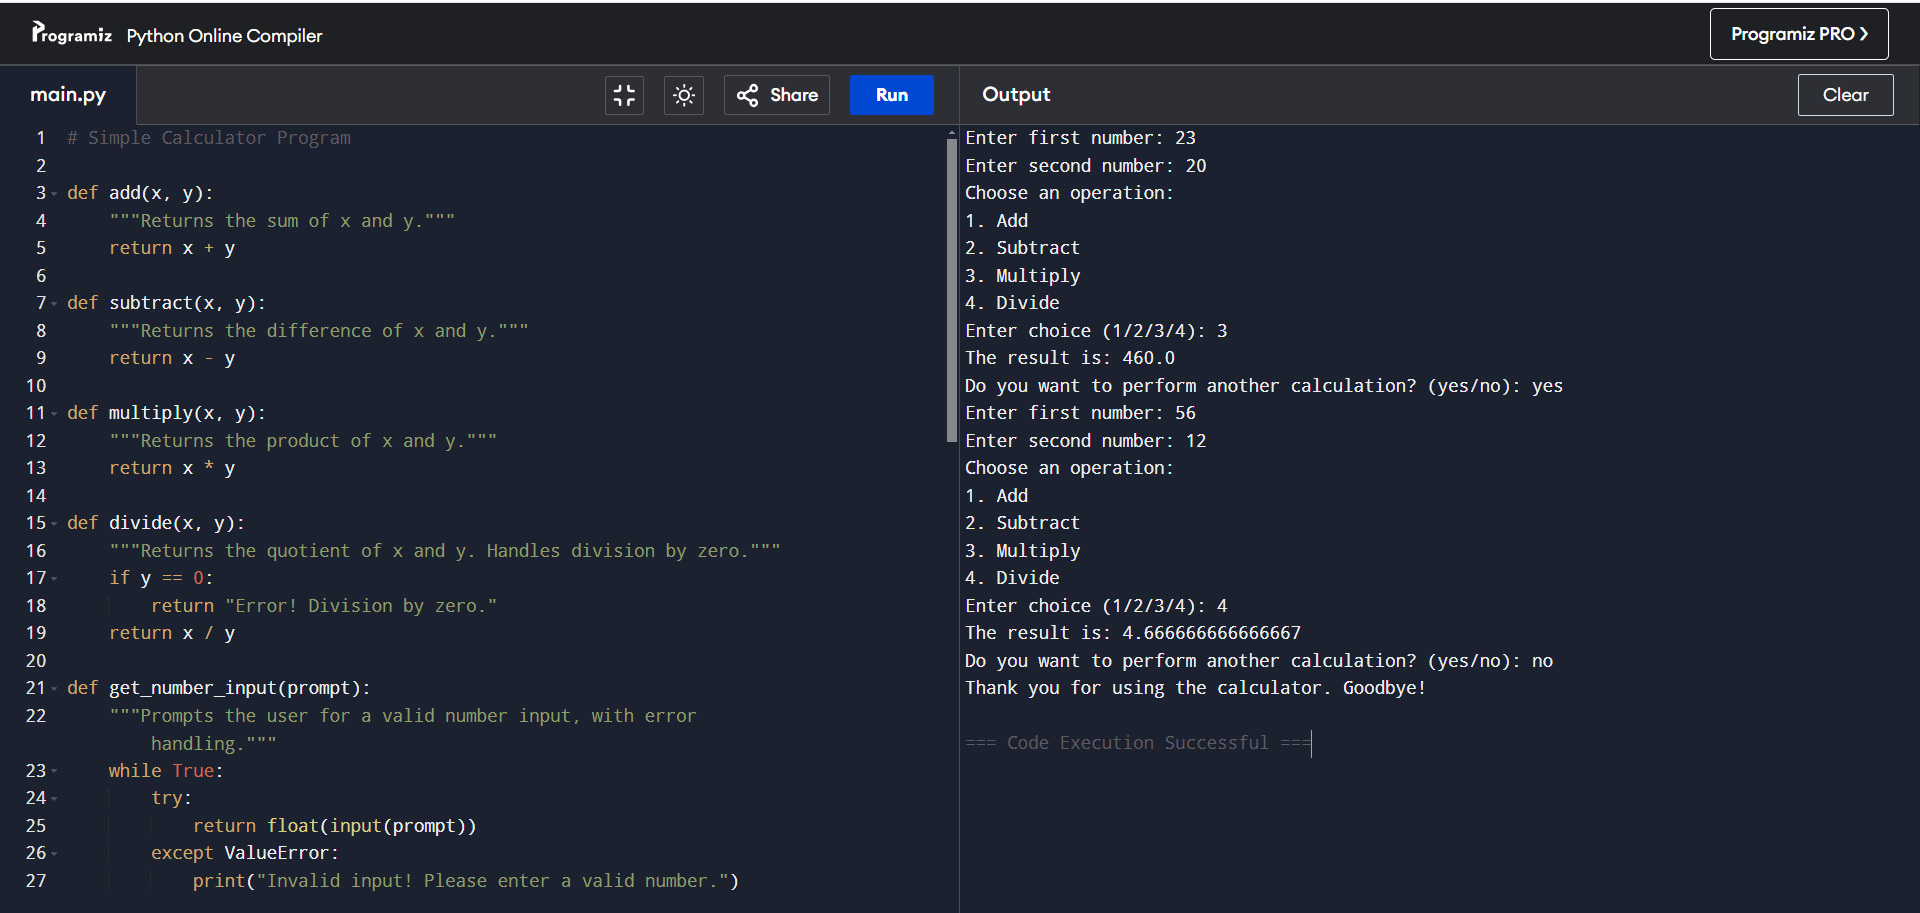 Programiz Python Online Compiler
Programiz PRO
main.py
Share
Run
1 # Simple Calculator Program
2
3 def add(x, y):
4     """Returns the sum of x and y."""
5     return x + y
6
7 def subtract(x, y):
8     """Returns the difference of x and y."""
9     return x - y
10
11 def multiply(x, y):
12     """Returns the product of x and y."""
13     return x * y
14
15 def divide(x, y):
16     """Returns the quotient of x and y. Handles division by zero."""
17     if y == 0:
18         return "Error! Division by zero."
19     return x / y
20
21 def get_number_input(prompt):
22     """Prompts the user for a valid number input, with error
handling."""
23     while True:
24         try:
25             return float(input(prompt))
26         except ValueError:
27             print("Invalid input! Please enter a valid number.")
Output
Clear
Enter first number: 23
Enter second number: 20
Choose an operation:
1. Add
2. Subtract
3. Multiply
4. Divide
Enter choice (1/2/3/4): 3
The result is: 460.0
Do you want to perform another calculation? (yes/no): yes
Enter first number: 56
Enter second number: 12
Choose an operation:
1. Add
2. Subtract
3. Multiply
4. Divide
Enter choice (1/2/3/4): 4
The result is: 4.666666666666667
Do you want to perform another calculation? (yes/no): no
Thank you for using the calculator. Goodbye!
=== Code Execution Successful ===